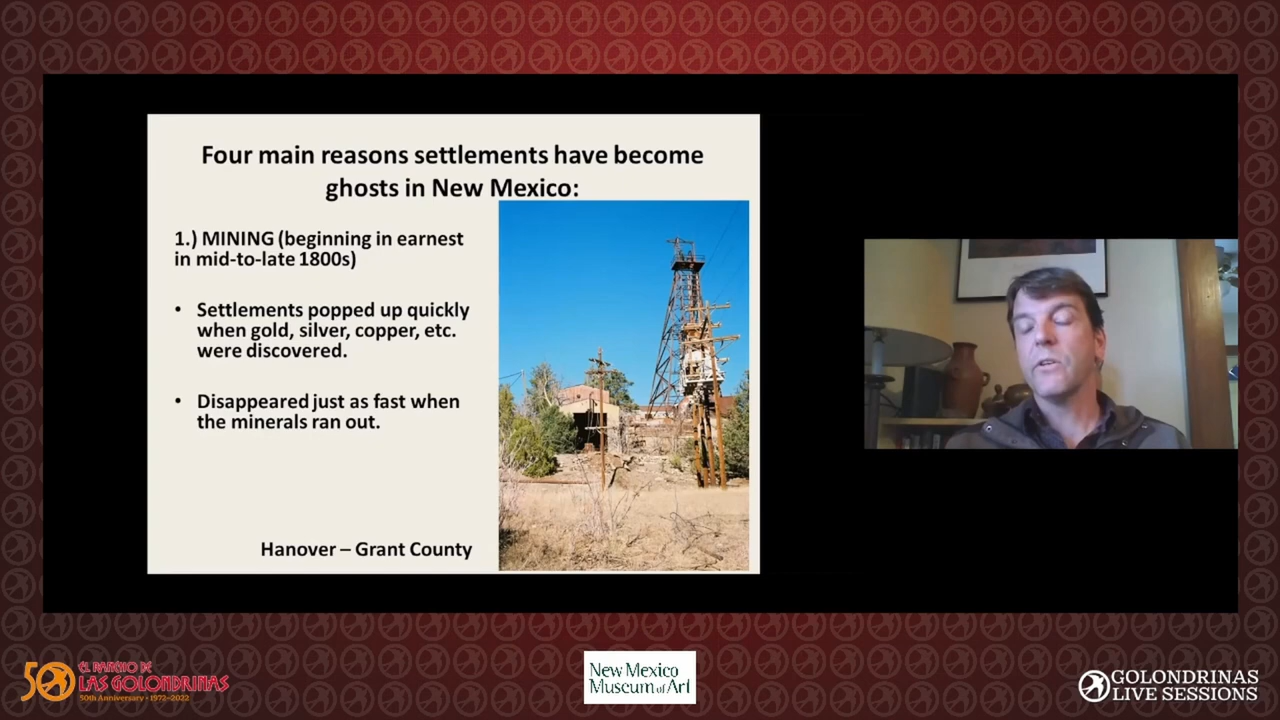 Four main reasons settlements have become
ghosts in New Mexico:
1.) MINING (beginning in earnest
in mid-to-late 1800s)
• Settlements popped up quickly
when gold, silver, copper, etc.
were discovered.
• Disappeared just as fast when
the minerals ran out.
Hanover – Grant County
50
EL RANCHO DE
LAS GOLONDRINAS
50th Anniversary • 1972-2022
New Mexico
Museum of Art
GOLONDRINAS
LIVE SESSIONS